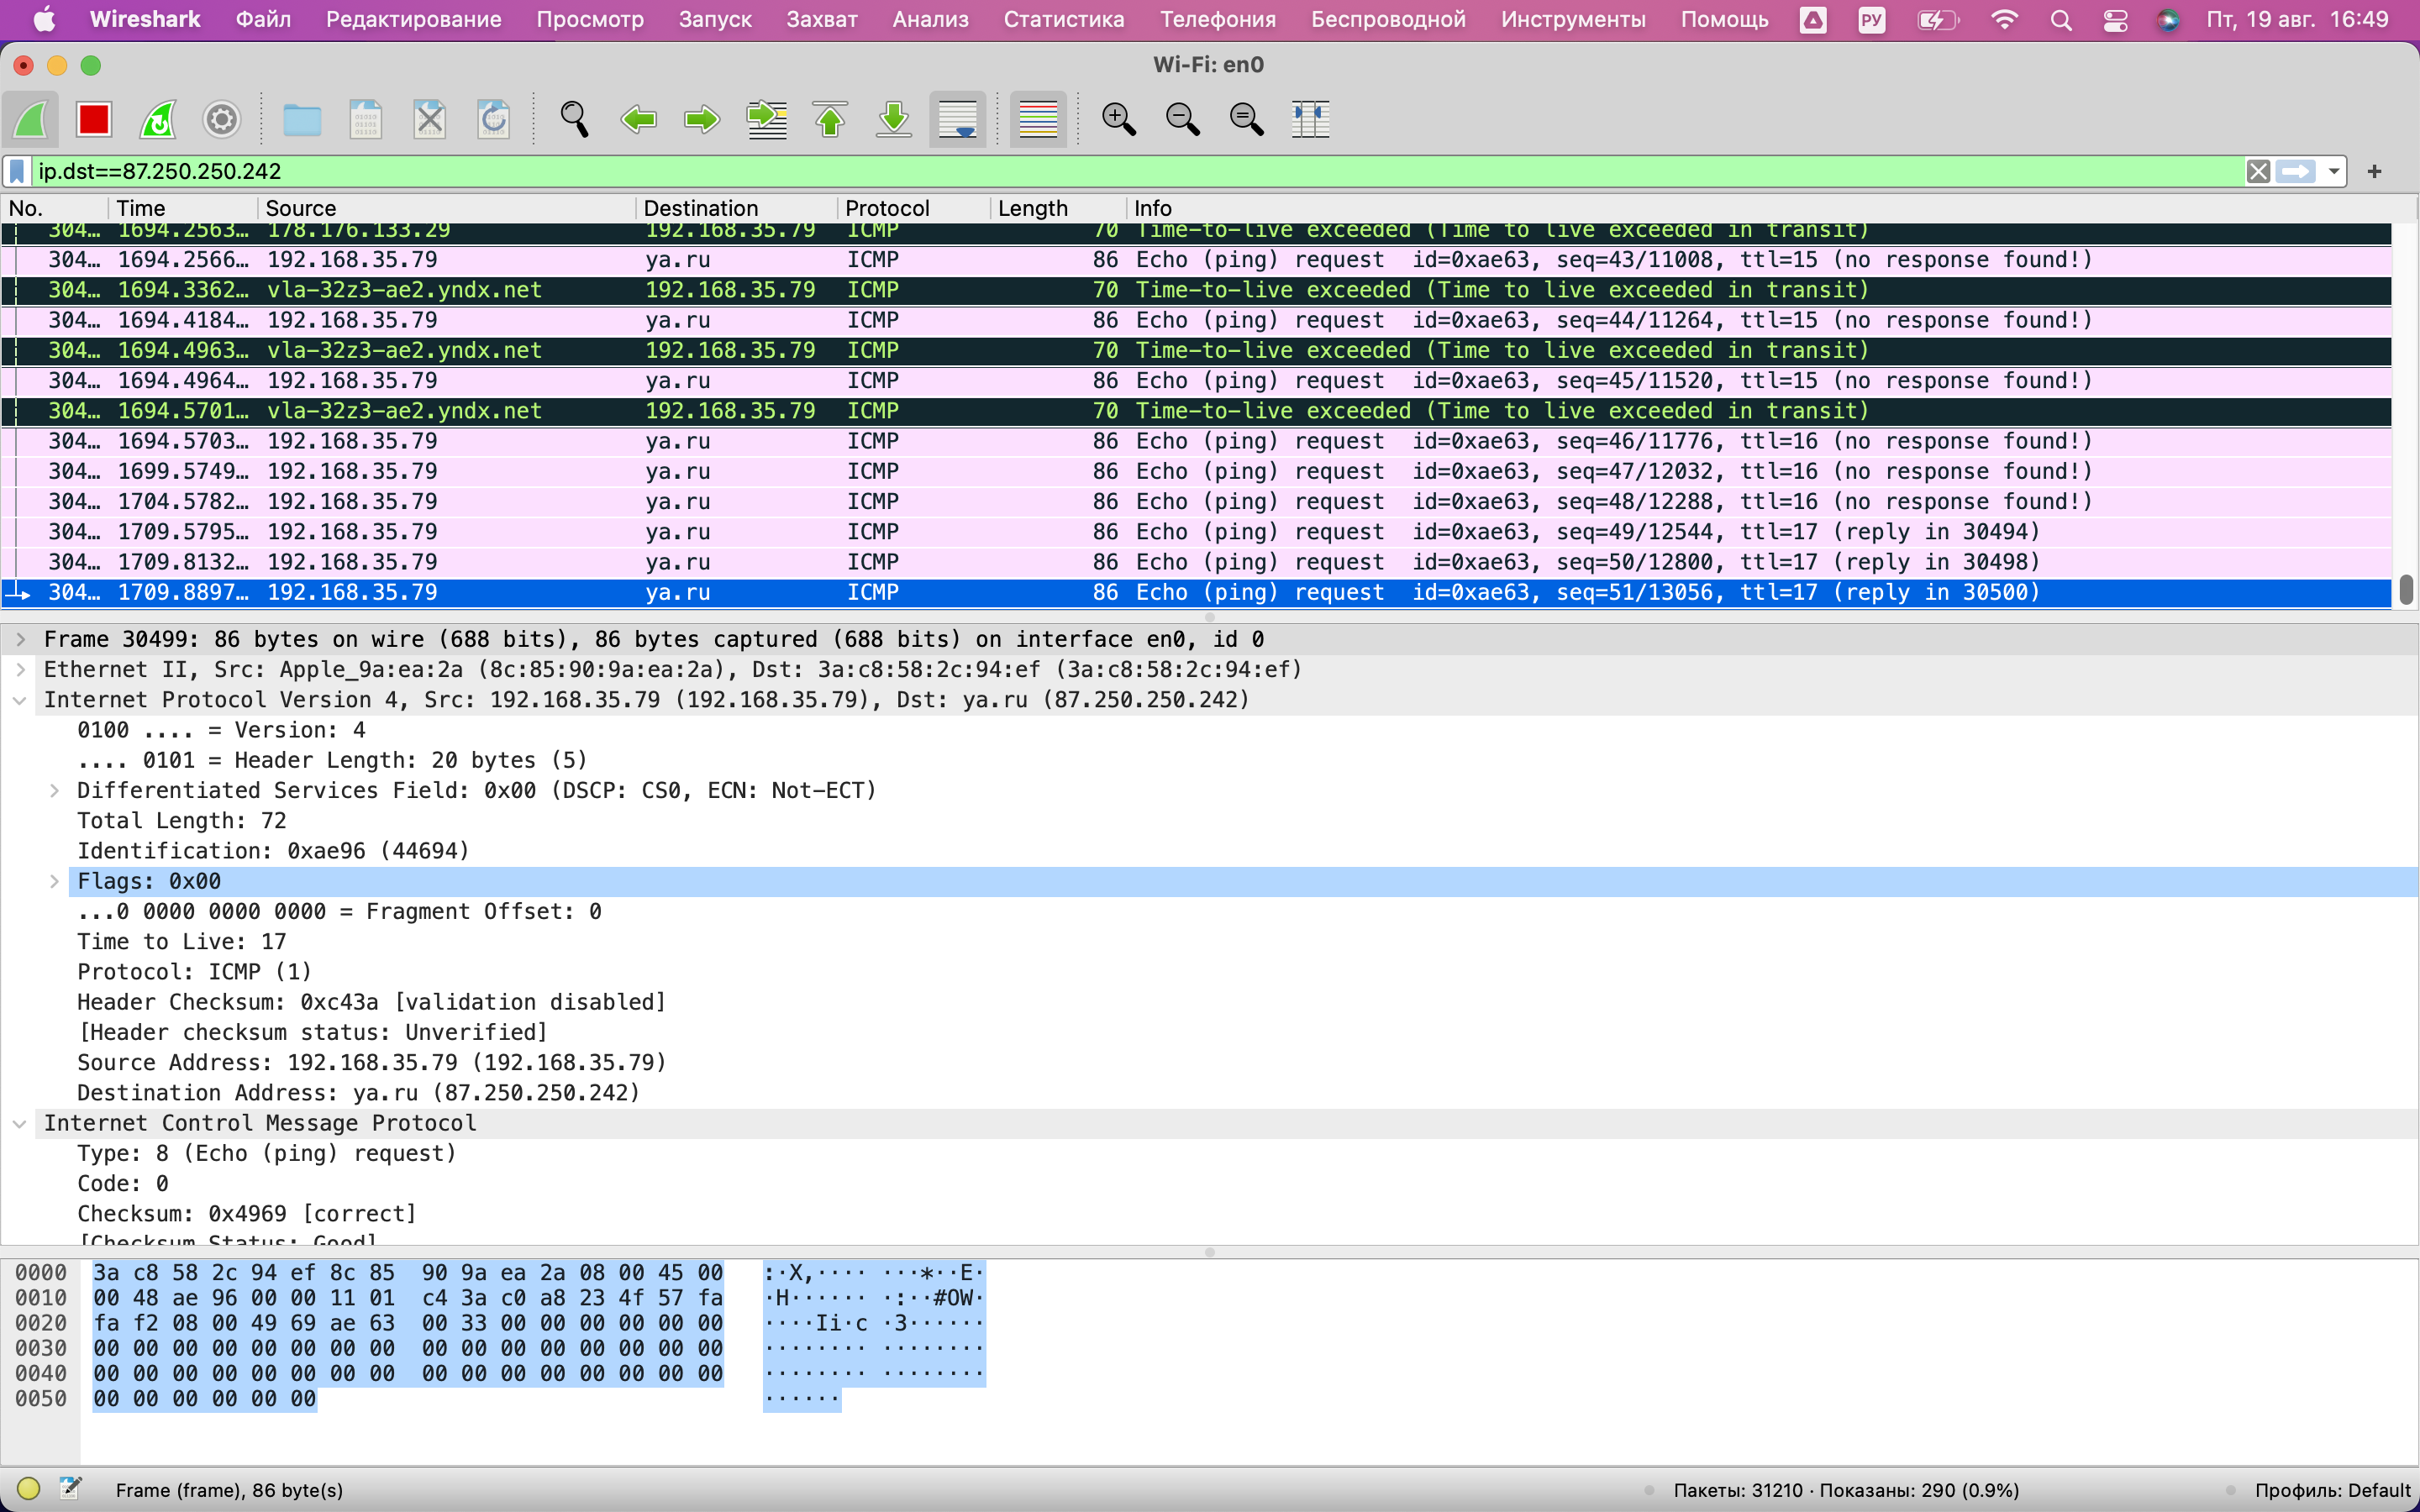 Wireshark Файл Редактирование Просмотр Запуск Захват Анализ Статистика Телефония Беспроводной Инструменты Помощь РУ Пт, 19 авг. 16:49
Wi-Fi: en0
ip.dst==87.250.250.242
No. Time Source Destination Protocol Length Info
304… 1694.2563… 178.176.133.29 192.168.35.79 ICMP 70 Time-to-live exceeded (Time to live exceeded in transit)
304… 1694.2566… 192.168.35.79 ya.ru ICMP 86 Echo (ping) request id=0xae63, seq=43/11008, ttl=15 (no response found!)
304… 1694.3362… vla-32z3-ae2.yndx.net 192.168.35.79 ICMP 70 Time-to-live exceeded (Time to live exceeded in transit)
304… 1694.4184… 192.168.35.79 ya.ru ICMP 86 Echo (ping) request id=0xae63, seq=44/11264, ttl=15 (no response found!)
304… 1694.4963… vla-32z3-ae2.yndx.net 192.168.35.79 ICMP 70 Time-to-live exceeded (Time to live exceeded in transit)
304… 1694.4964… 192.168.35.79 ya.ru ICMP 86 Echo (ping) request id=0xae63, seq=45/11520, ttl=15 (no response found!)
304… 1694.5701… vla-32z3-ae2.yndx.net 192.168.35.79 ICMP 70 Time-to-live exceeded (Time to live exceeded in transit)
304… 1694.5703… 192.168.35.79 ya.ru ICMP 86 Echo (ping) request id=0xae63, seq=46/11776, ttl=16 (no response found!)
304… 1699.5749… 192.168.35.79 ya.ru ICMP 86 Echo (ping) request id=0xae63, seq=47/12032, ttl=16 (no response found!)
304… 1704.5782… 192.168.35.79 ya.ru ICMP 86 Echo (ping) request id=0xae63, seq=48/12288, ttl=16 (no response found!)
304… 1709.5795… 192.168.35.79 ya.ru ICMP 86 Echo (ping) request id=0xae63, seq=49/12544, ttl=17 (reply in 30494)
304… 1709.8132… 192.168.35.79 ya.ru ICMP 86 Echo (ping) request id=0xae63, seq=50/12800, ttl=17 (reply in 30498)
304… 1709.8897… 192.168.35.79 ya.ru ICMP 86 Echo (ping) request id=0xae63, seq=51/13056, ttl=17 (reply in 30500)
Frame 30499: 86 bytes on wire (688 bits), 86 bytes captured (688 bits) on interface en0, id 0
Ethernet II, Src: Apple_9a:ea:2a (8c:85:90:9a:ea:2a), Dst: 3a:c8:58:2c:94:ef (3a:c8:58:2c:94:ef)
Internet Protocol Version 4, Src: 192.168.35.79 (192.168.35.79), Dst: ya.ru (87.250.250.242)
0100 .... = Version: 4
.... 0101 = Header Length: 20 bytes (5)
Differentiated Services Field: 0x00 (DSCP: CS0, ECN: Not-ECT)
Total Length: 72
Identification: 0xae96 (44694)
Flags: 0x00
...0 0000 0000 0000 = Fragment Offset: 0
Time to Live: 17
Protocol: ICMP (1)
Header Checksum: 0xc43a [validation disabled]
[Header checksum status: Unverified]
Source Address: 192.168.35.79 (192.168.35.79)
Destination Address: ya.ru (87.250.250.242)
Internet Control Message Protocol
Type: 8 (Echo (ping) request)
Code: 0
Checksum: 0x4969 [correct]
[Checksum Status: Good]
0000 3a c8 58 2c 94 ef 8c 85 90 9a ea 2a 08 00 45 00 :·X,···· ···*··E·
0010 00 48 ae 96 00 00 11 01 c4 3a c0 a8 23 4f 57 fa ·H······ ·:··#OW·
0020 fa f2 08 00 49 69 ae 63 00 33 00 00 00 00 00 00 ····Ii·c ·3······
0030 00 00 00 00 00 00 00 00 00 00 00 00 00 00 00 00 ········ ········
0040 00 00 00 00 00 00 00 00 00 00 00 00 00 00 00 00 ········ ········
0050 00 00 00 00 00 00 ······
Frame (frame), 86 byte(s) Пакеты: 31210 · Показаны: 290 (0.9%) Профиль: Default